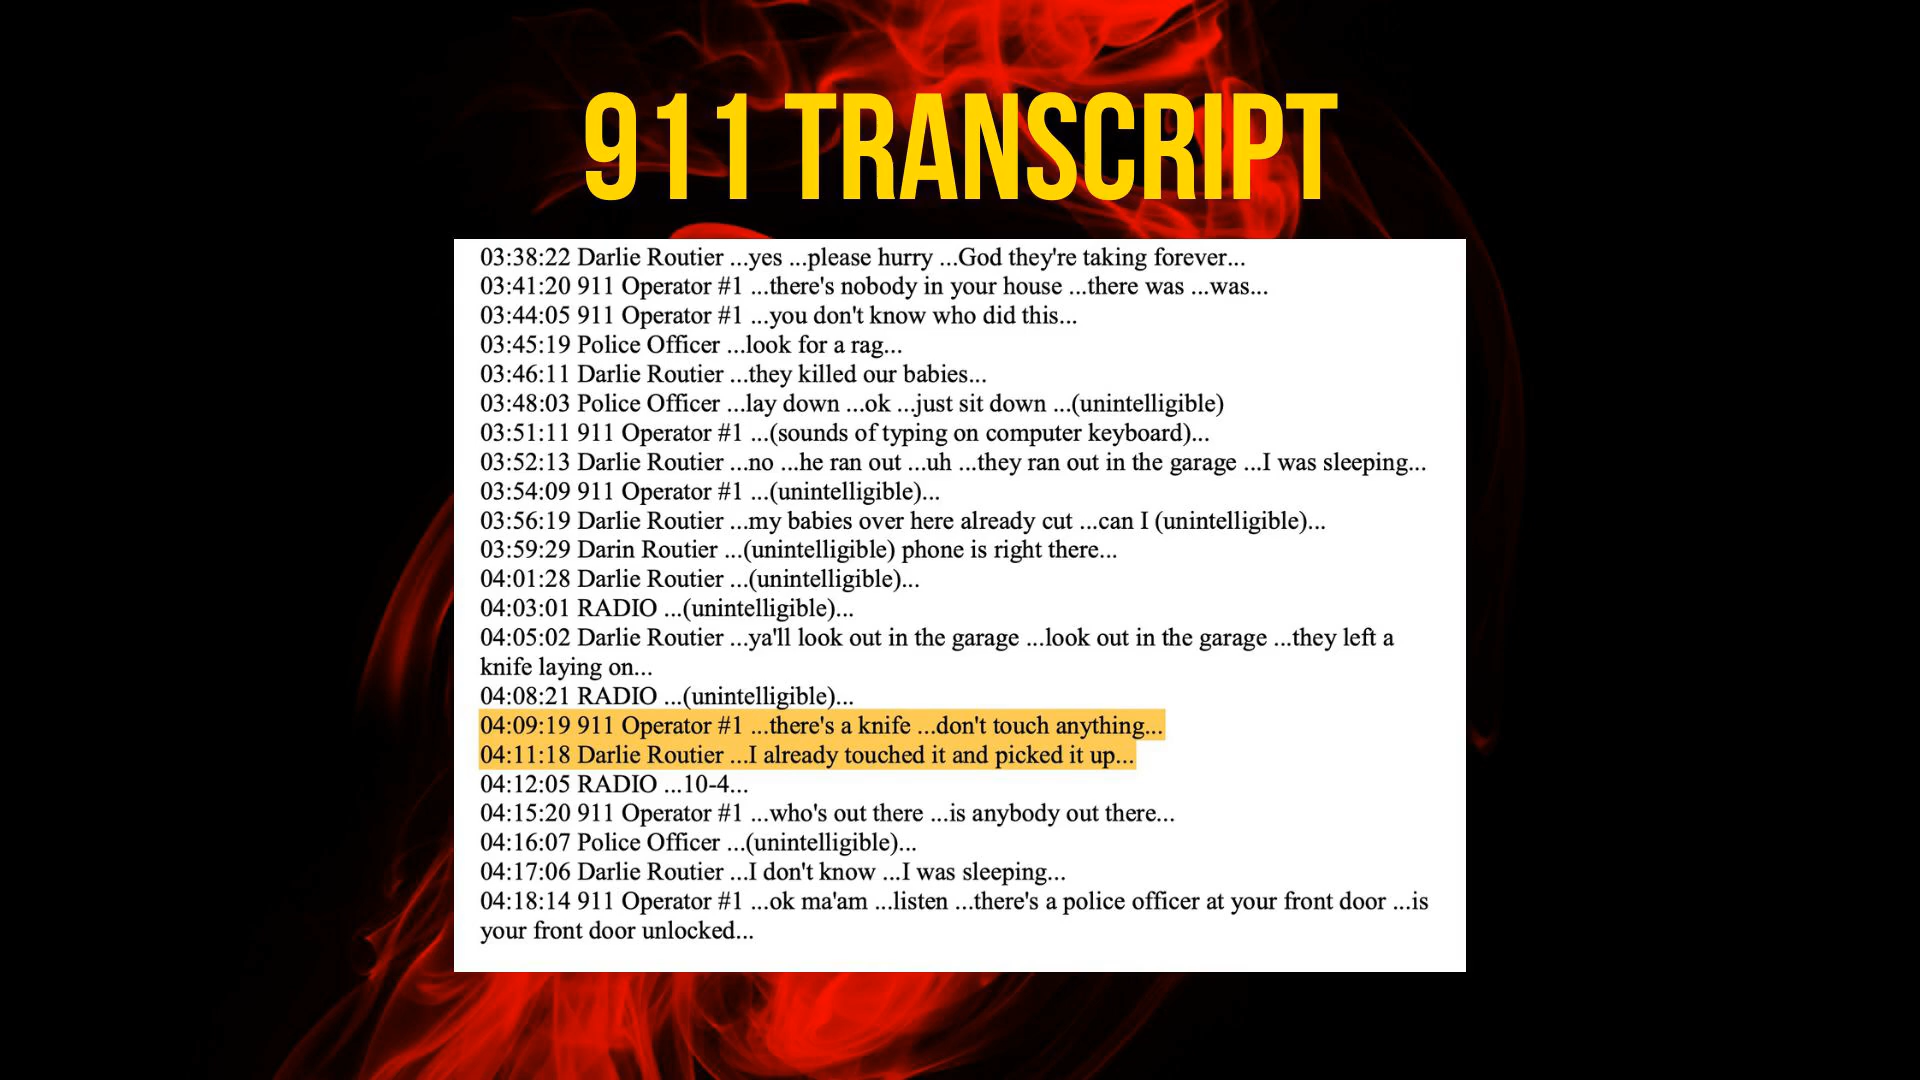 911 TRANSCRIPT
03:38:22 Darlie Routier ...yes ...please hurry ...God they're taking forever...
03:41:20 911 Operator #1 ...there's nobody in your house ...there was ...was...
03:44:05 911 Operator #1 ...you don't know who did this...
03:45:19 Police Officer ...look for a rag...
03:46:11 Darlie Routier ...they killed our babies...
03:48:03 Police Officer ...lay down ...ok ...just sit down ...(unintelligible)
03:51:11 911 Operator #1 ...(sounds of typing on computer keyboard)...
03:52:13 Darlie Routier ...no ...he ran out ...uh ...they ran out in the garage ...I was sleeping...
03:54:09 911 Operator #1 ...(unintelligible)...
03:56:19 Darlie Routier ...my babies over here already cut ...can I (unintelligible)...
03:59:29 Darin Routier ...(unintelligible) phone is right there...
04:01:28 Darlie Routier ...(unintelligible)...
04:03:01 RADIO ...(unintelligible)...
04:05:02 Darlie Routier ...ya'll look out in the garage ...look out in the garage ...they left a
knife laying on...
04:08:21 RADIO ...(unintelligible)...
04:09:19 911 Operator #1 ...there's a knife ...don't touch anything...
04:11:18 Darlie Routier ...I already touched it and picked it up...
04:12:05 RADIO ...10-4...
04:15:20 911 Operator #1 ...who's out there ...is anybody out there...
04:16:07 Police Officer ...(unintelligible)...
04:17:06 Darlie Routier ...I don't know ...I was sleeping...
04:18:14 911 Operator #1 ...ok ma'am ...listen ...there's a police officer at your front door ...is
your front door unlocked...